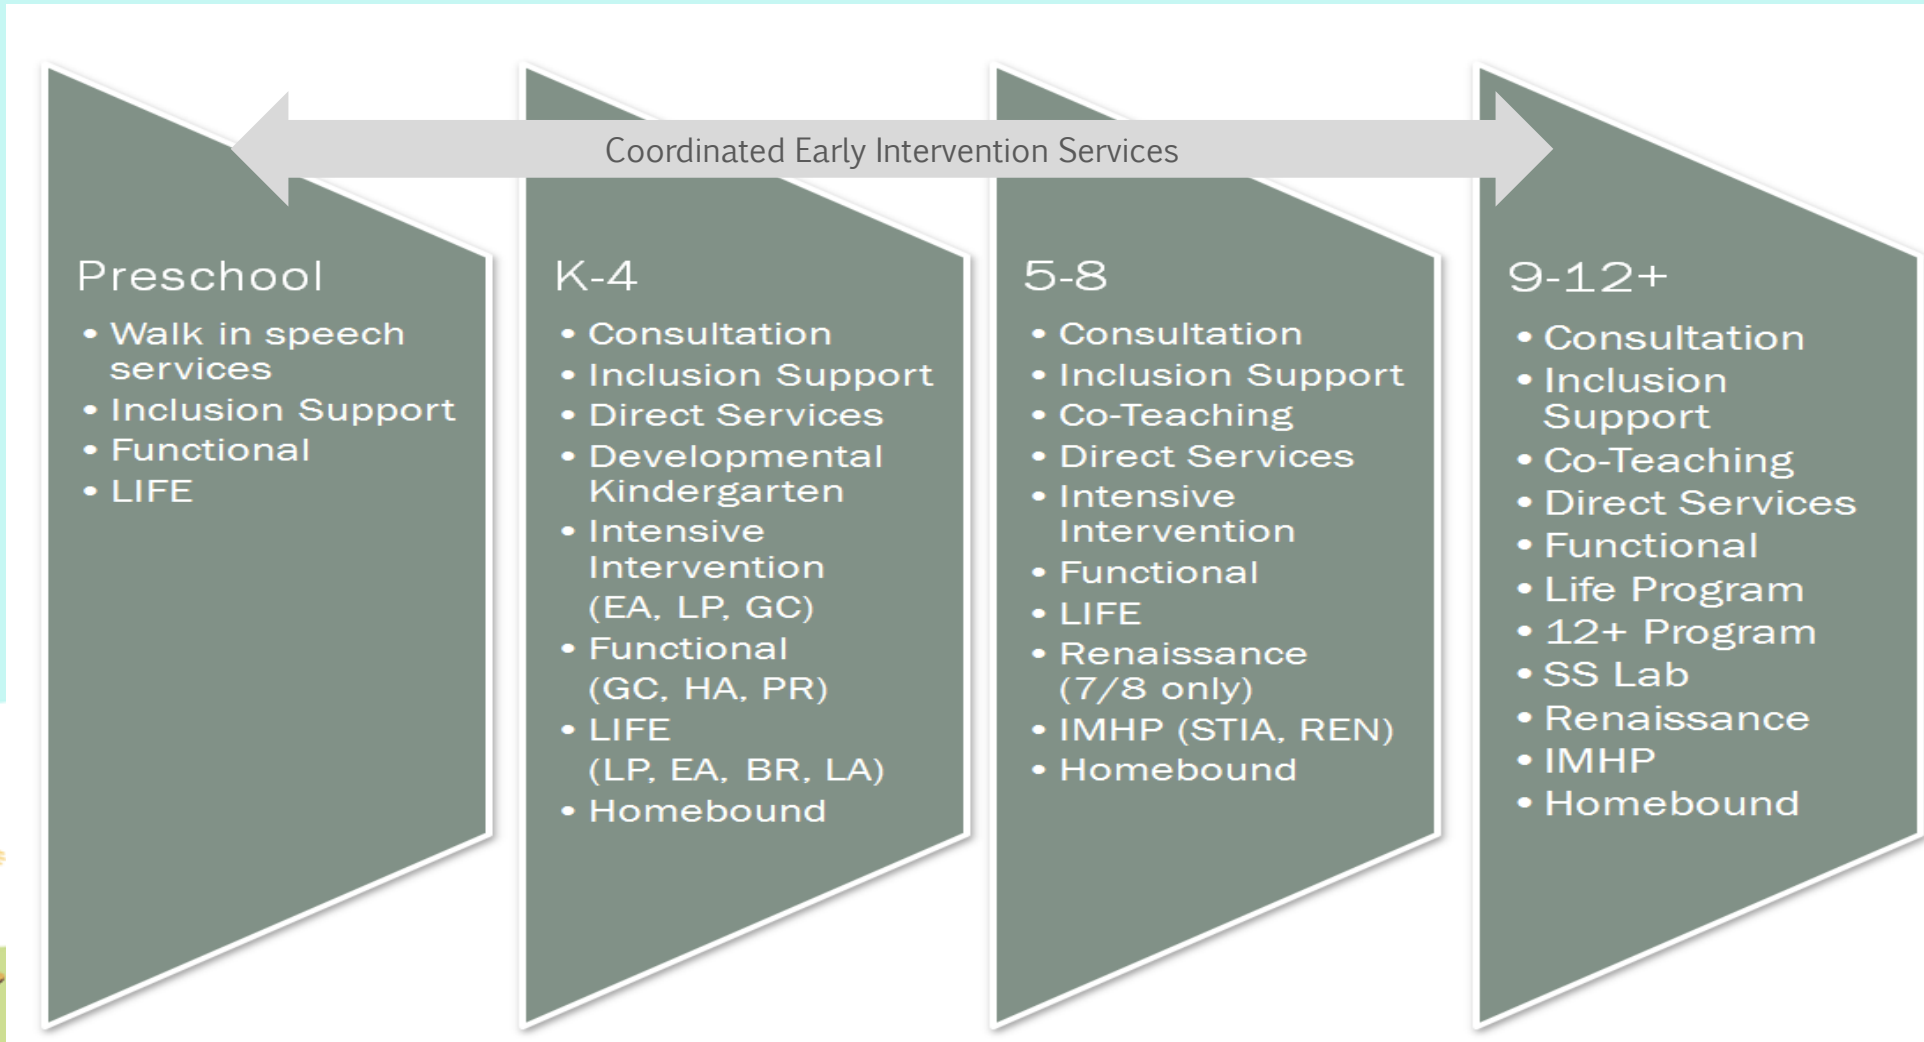 Coordinated Early Intervention Services
Preschool
• Walk in speech
services
• Inclusion Support
• Functional
• LIFE
K-4
• Consultation
• Inclusion Support
• Direct Services
• Developmental
Kindergarten
• Intensive
Intervention
(EA, LP, GC)
• Functional
(GC, HA, PR)
• LIFE
(LP, EA, BR, LA)
• Homebound
5-8
• Consultation
• Inclusion Support
• Co-Teaching
• Direct Services
• Intensive
Intervention
• Functional
• LIFE
• Renaissance
(7/8 only)
• IMHP (STIA, REN)
• Homebound
9-12+
• Consultation
• Inclusion
Support
• Co-Teaching
• Direct Services
• Functional
• Life Program
• 12+ Program
• SS Lab
• Renaissance
• IMHP
• Homebound